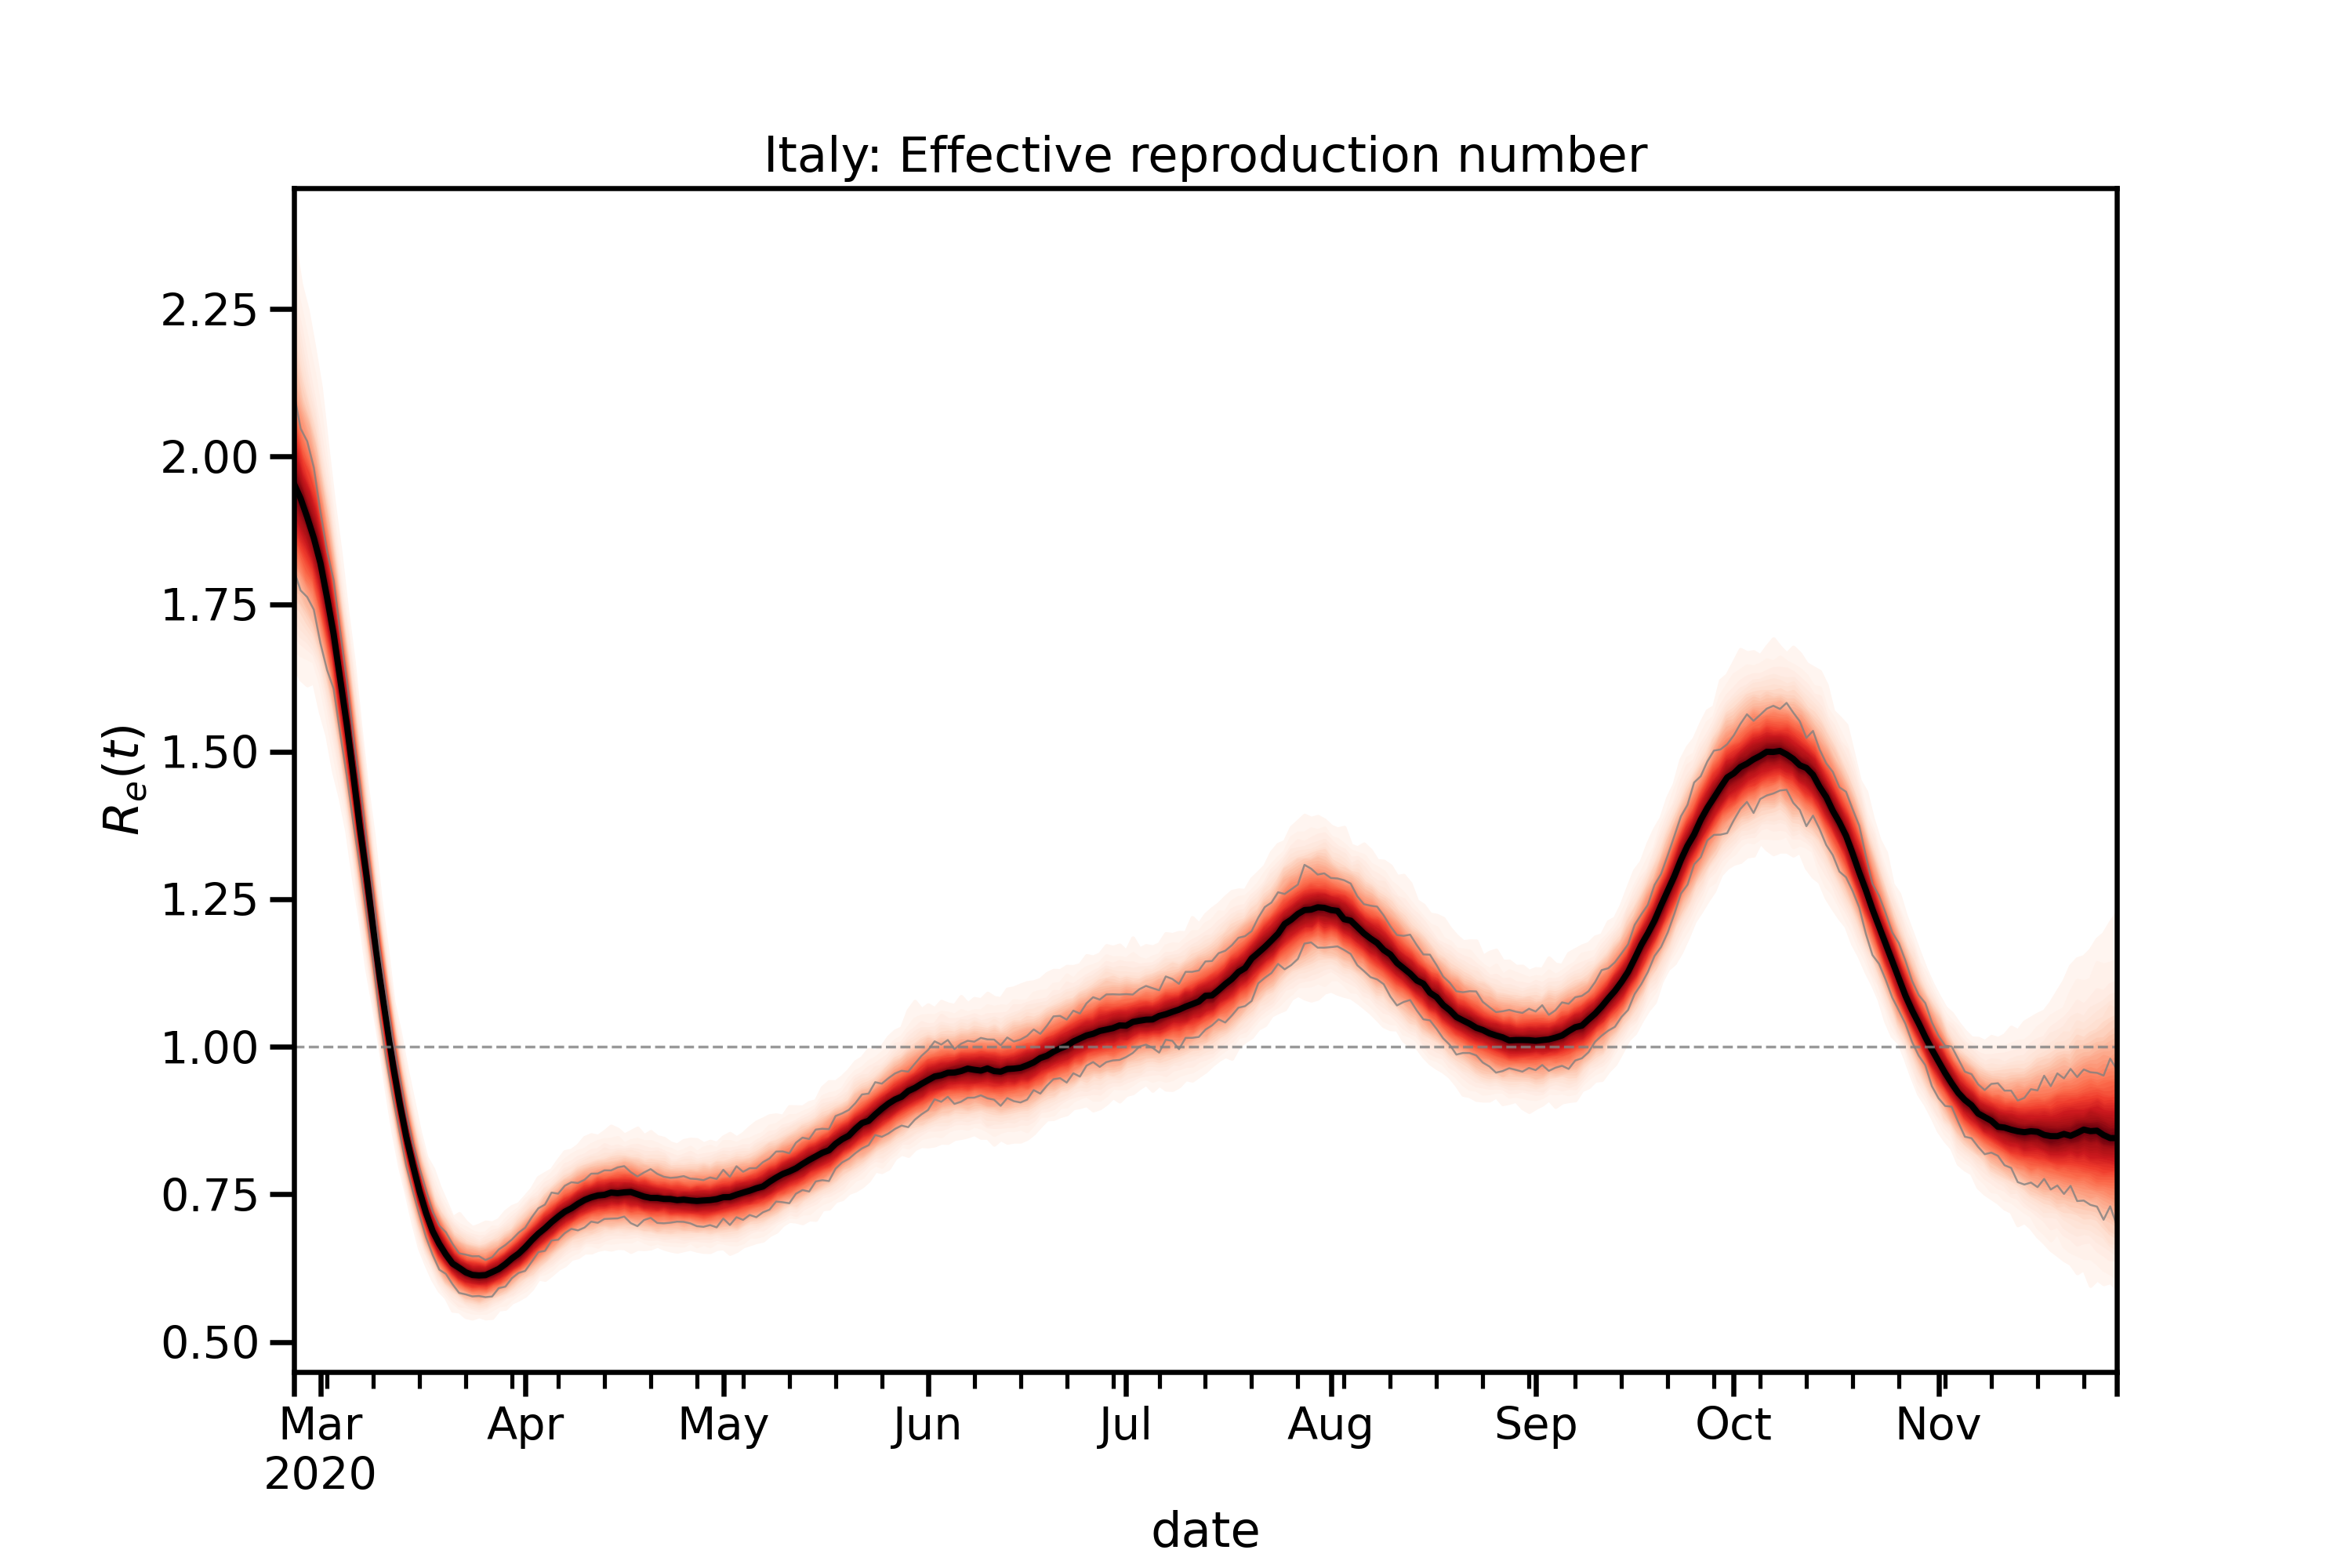 Italy: Effective reproduction number
2.25
2.00
1.75
1.50
1.25
1.00
0.75
0.50
Rₑ(t)
Mar Apr May Jun Jul Aug Sep Oct Nov
2020
date